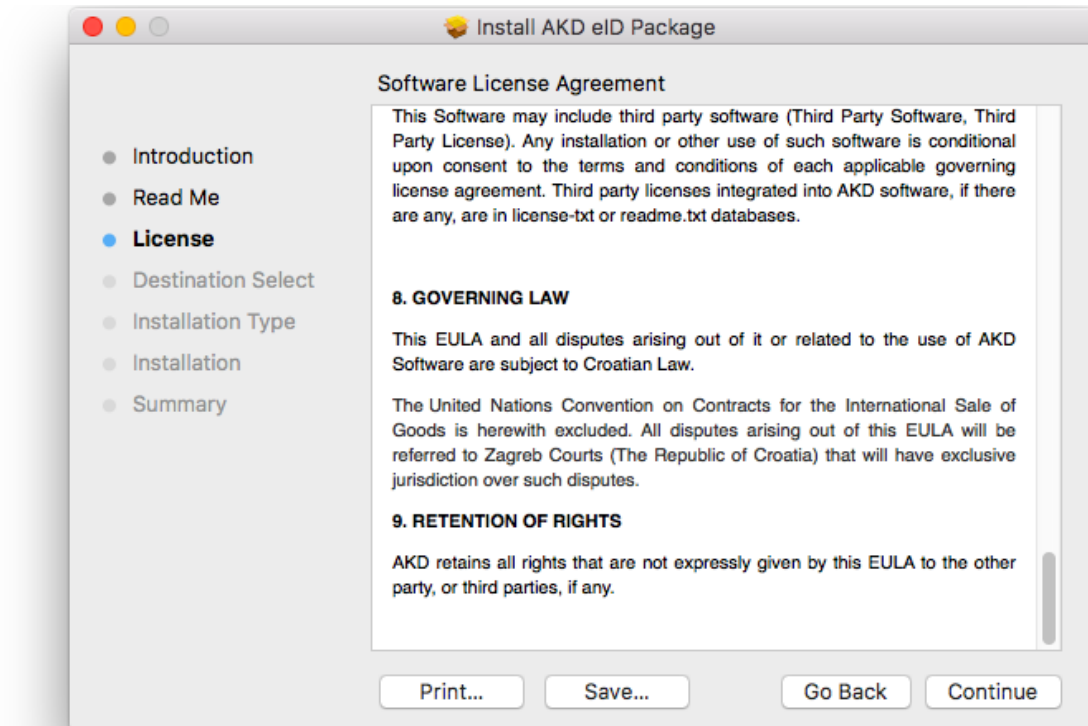 Install AKD eID Package
Introduction
Read Me
License
Destination Select
Installation Type
Installation
Summary
Software License Agreement
This Software may include third party software (Third Party Software, Third
Party License). Any installation or other use of such software is conditional
upon consent to the terms and conditions of each applicable governing
license agreement. Third party licenses integrated into AKD software, if there
are any, are in license-txt or readme.txt databases.
8. GOVERNING LAW
This EULA and all disputes arising out of it or related to the use of AKD
Software are subject to Croatian Law.
The United Nations Convention on Contracts for the International Sale of
Goods is herewith excluded. All disputes arising out of this EULA will be
referred to Zagreb Courts (The Republic of Croatia) that will have exclusive
jurisdiction over such disputes.
9. RETENTION OF RIGHTS
AKD retains all rights that are not expressly given by this EULA to the other
party, or third parties, if any.
Print...
Save...
Go Back
Continue